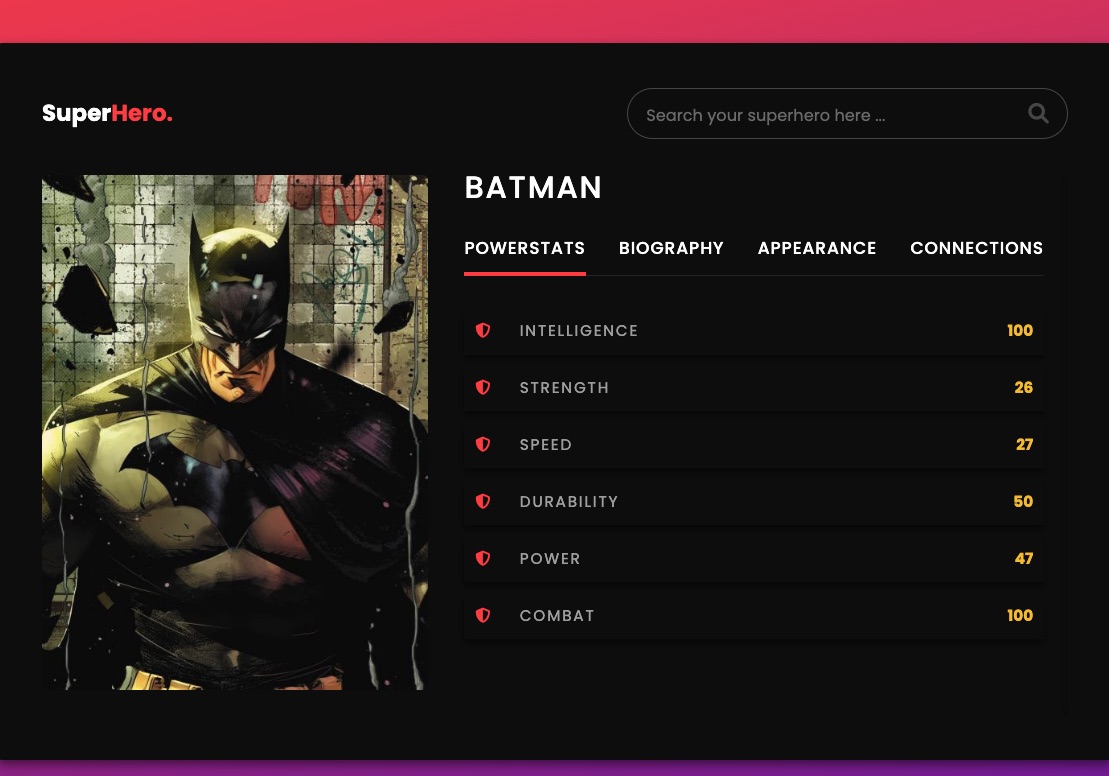 SuperHero.
Search your superhero here ...
BATMAN
POWERSTATS BIOGRAPHY APPEARANCE CONNECTIONS
INTELLIGENCE 100
STRENGTH 26
SPEED 27
DURABILITY 50
POWER 47
COMBAT 100